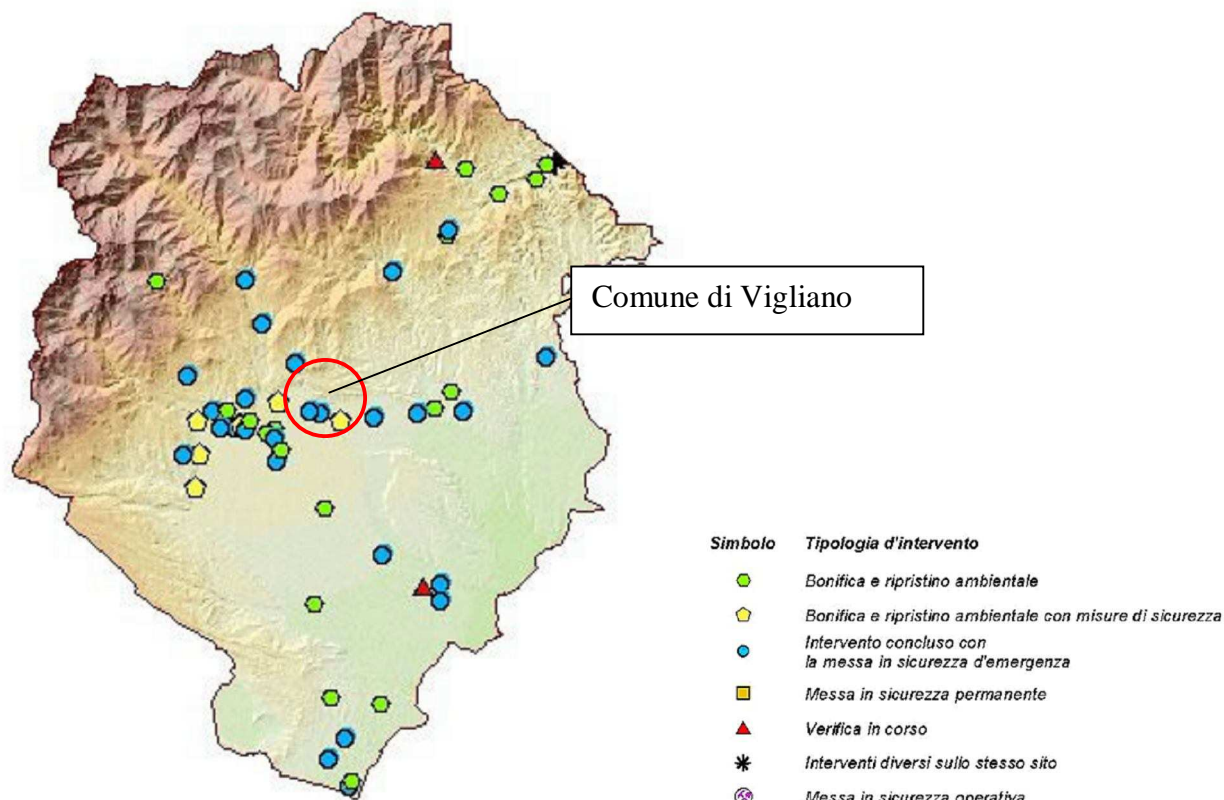 Comune di Vigliano
Simbolo Tipologia d'intervento
Bonifica e ripristino ambientale
Bonifica e ripristino ambientale con misure di sicurezza
Intervento concluso con
la messa in sicurezza d'emergenza
Messa in sicurezza permanente
Verifica in corso
Interventi diversi sullo stesso sito
Messa in sicurezza operativa